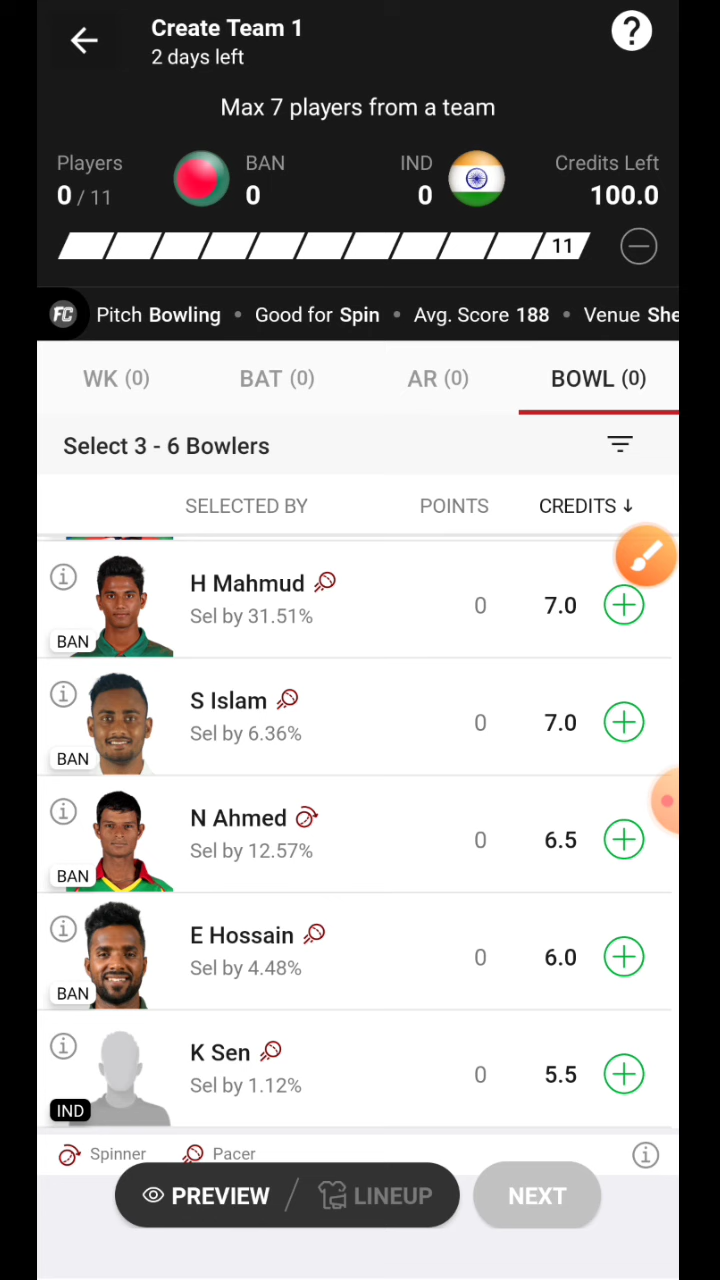 Create Team 1
2 days left
?
Max 7 players from a team
Players BAN IND Credits Left
0 / 11 0 0 100.0
11
FC Pitch Bowling • Good for Spin • Avg. Score 188 • Venue She
WK (0) BAT (0) AR (0) BOWL (0)
Select 3 - 6 Bowlers
SELECTED BY POINTS CREDITS ↓
H Mahmud
Sel by 31.51% 0 7.0
BAN
S Islam
Sel by 6.36% 0 7.0
BAN
N Ahmed
Sel by 12.57% 0 6.5
BAN
E Hossain
Sel by 4.48% 0 6.0
BAN
K Sen
Sel by 1.12% 0 5.5
IND
Spinner Pacer
PREVIEW / LINEUP NEXT